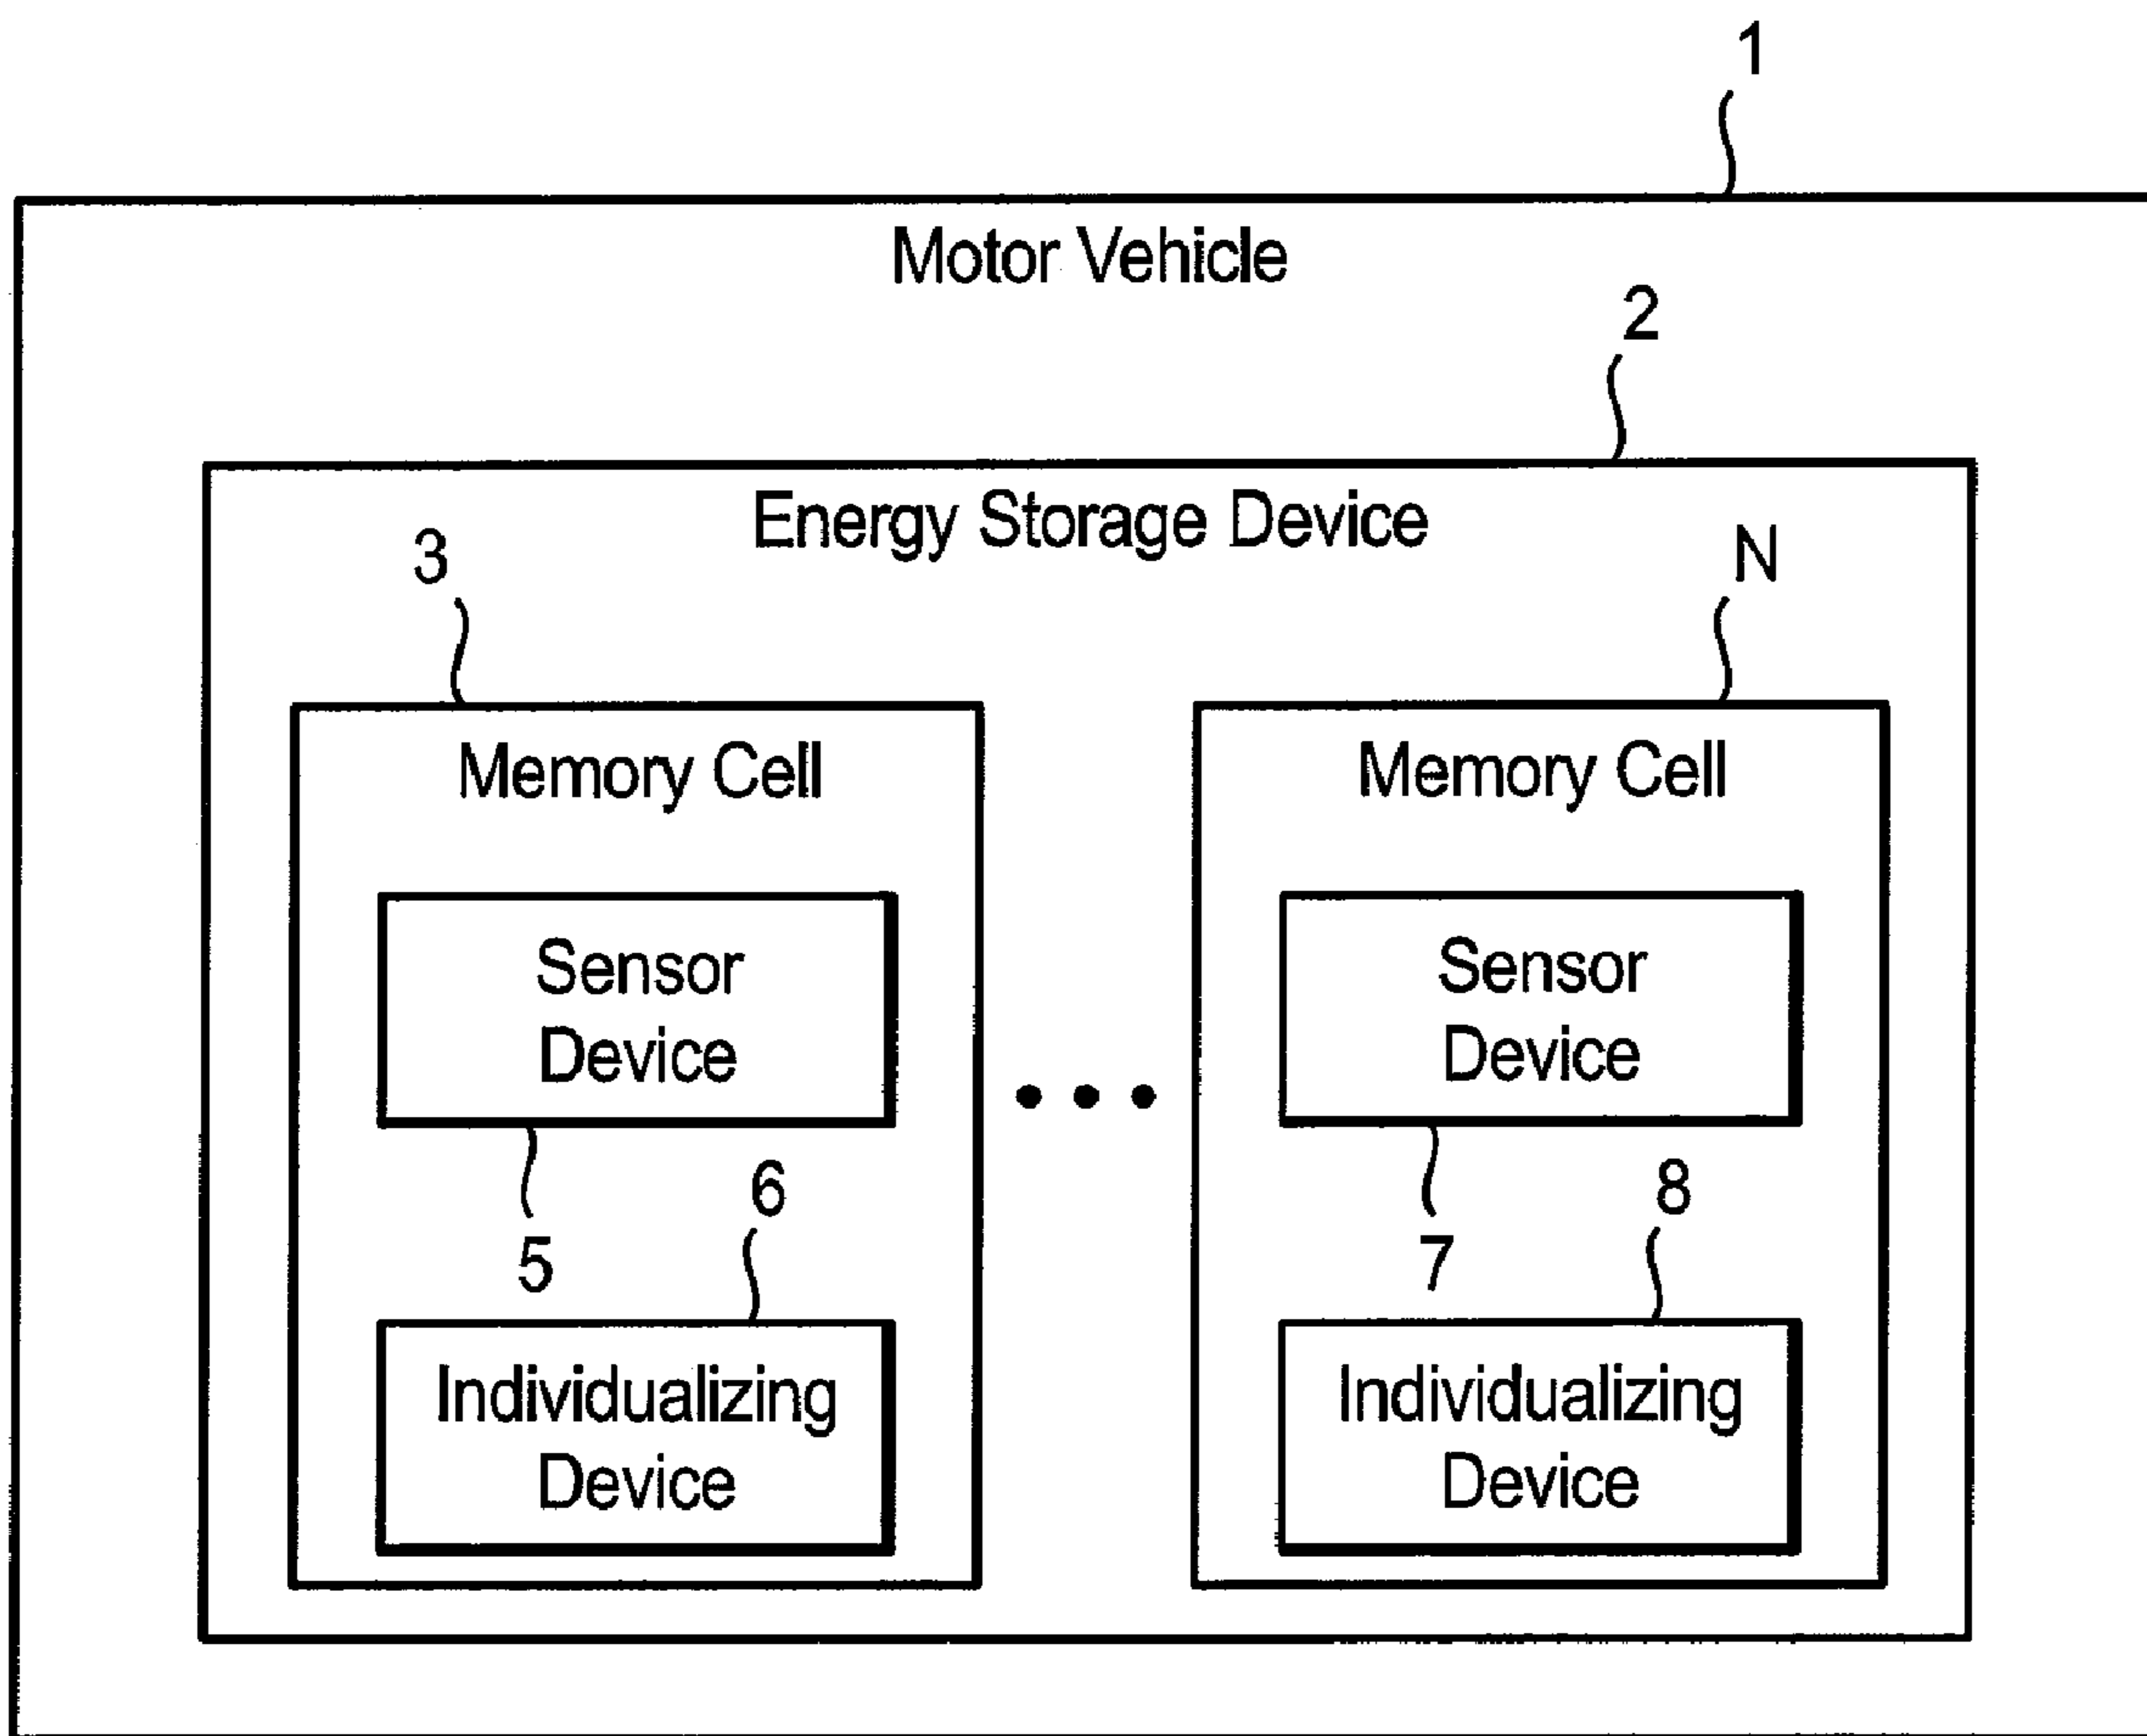 1
Motor Vehicle
2
Energy Storage Device
3
N
Memory Cell
Memory Cell
Sensor
Device
Sensor
Device
5
6
7
8
Individualizing
Device
Individualizing
Device